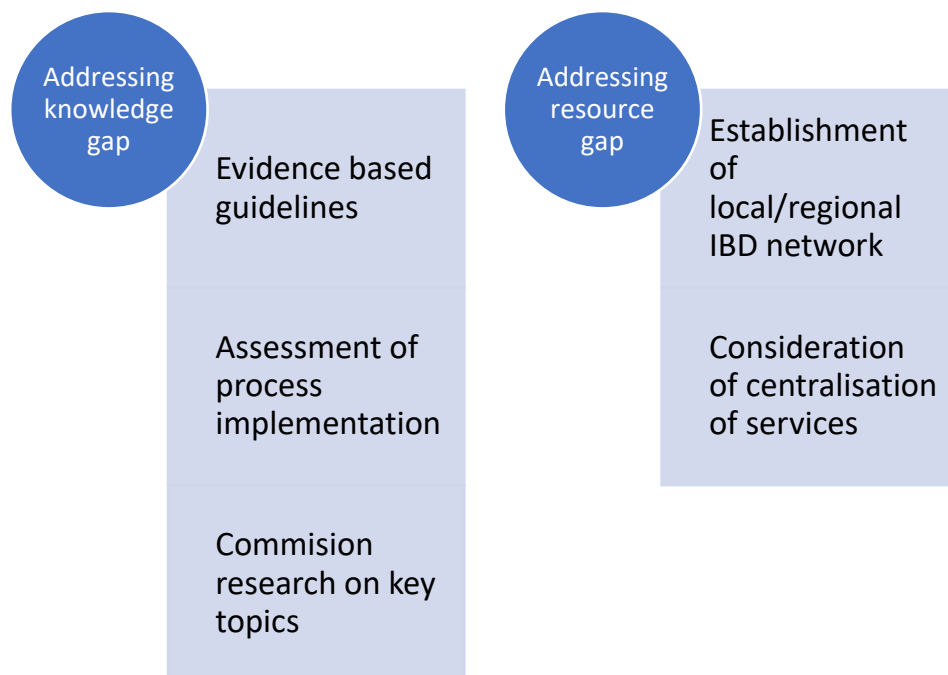 Addressing
knowledge
gap
Evidence based
guidelines
Assessment of
process
implementation
Commision
research on key
topics
Addressing
resource
gap
Establishment
of
local/regional
IBD network
Consideration
of centralisation
of services